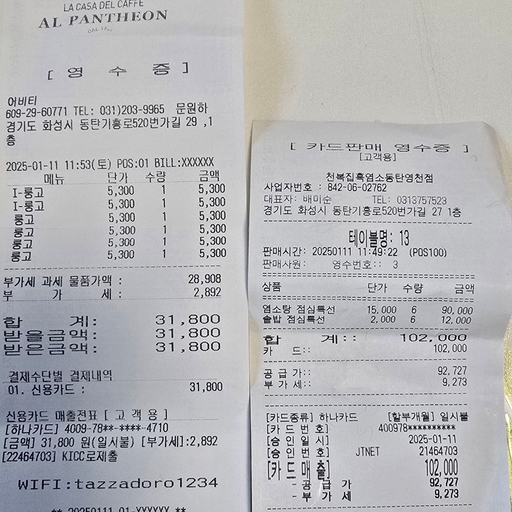 LA CASA DEL CAFFE
AL PANTHEON
[ 영 수 증 ]
어비티
609-29-60771 TEL: 031)203-9965 문원하
경기도 화성시 동탄기흥로520번가길 29 ,1
층
2025-01-11 11:53(토) POS:01 BILL:XXXXXX
메뉴 단가 수량 금액
I-룽고 5,300 1 5,300
I-룽고 5,300 1 5,300
룽고 5,300 1 5,300
룽고 5,300 1 5,300
룽고 5,300 1 5,300
룽고 5,300 1 5,300
부가세 과세 물품가액 : 28,908
부 가 세 : 2,892
합 계: 31,800
받을금액: 31,800
받은금액: 31,800
결제수단별 결제내역
01. 신용카드 : 31,800
신용카드 매출전표 [ 고 객 용 ]
[하나카드] 4009-78**-****-4710
[금액] 31,800 원(일시불) [부가세]:2,892
[22464703] KICC로제출
WIFI:tazzadoro1234
** 20250111-01-XXXXXX **
[ 카드판매 영수증 ]
[고객용]
천복집흑염소동탄영천점
사업자번호 : 842-06-02762
대표자: 배미순 TEL: 0313757523
경기도 화성시 동탄기흥로520번가길 27 1층
테이블명: 13
판매시간: 20250111 11:49:22 (POS100)
판매사원: 영수번호:: 3
상품 단가 수량 금액
염소탕 점심특선 15,000 6 90,000
솥밥 점심특선 2,000 6 12,000
합 계:: 102,000
카 드:: 102,000
공 급 가:: 92,727
부 가 세:: 9,273
[카드종류] 하나카드 [할부개월] 일시불
[카 드 번 호] 400978**********
[승 인 일 시] 2025-01-11
[승 인 번 호] JTNET 21464703
[카 드 매 출] 102,000
- 공 급 가 92,727
- 부 가 세 9,273